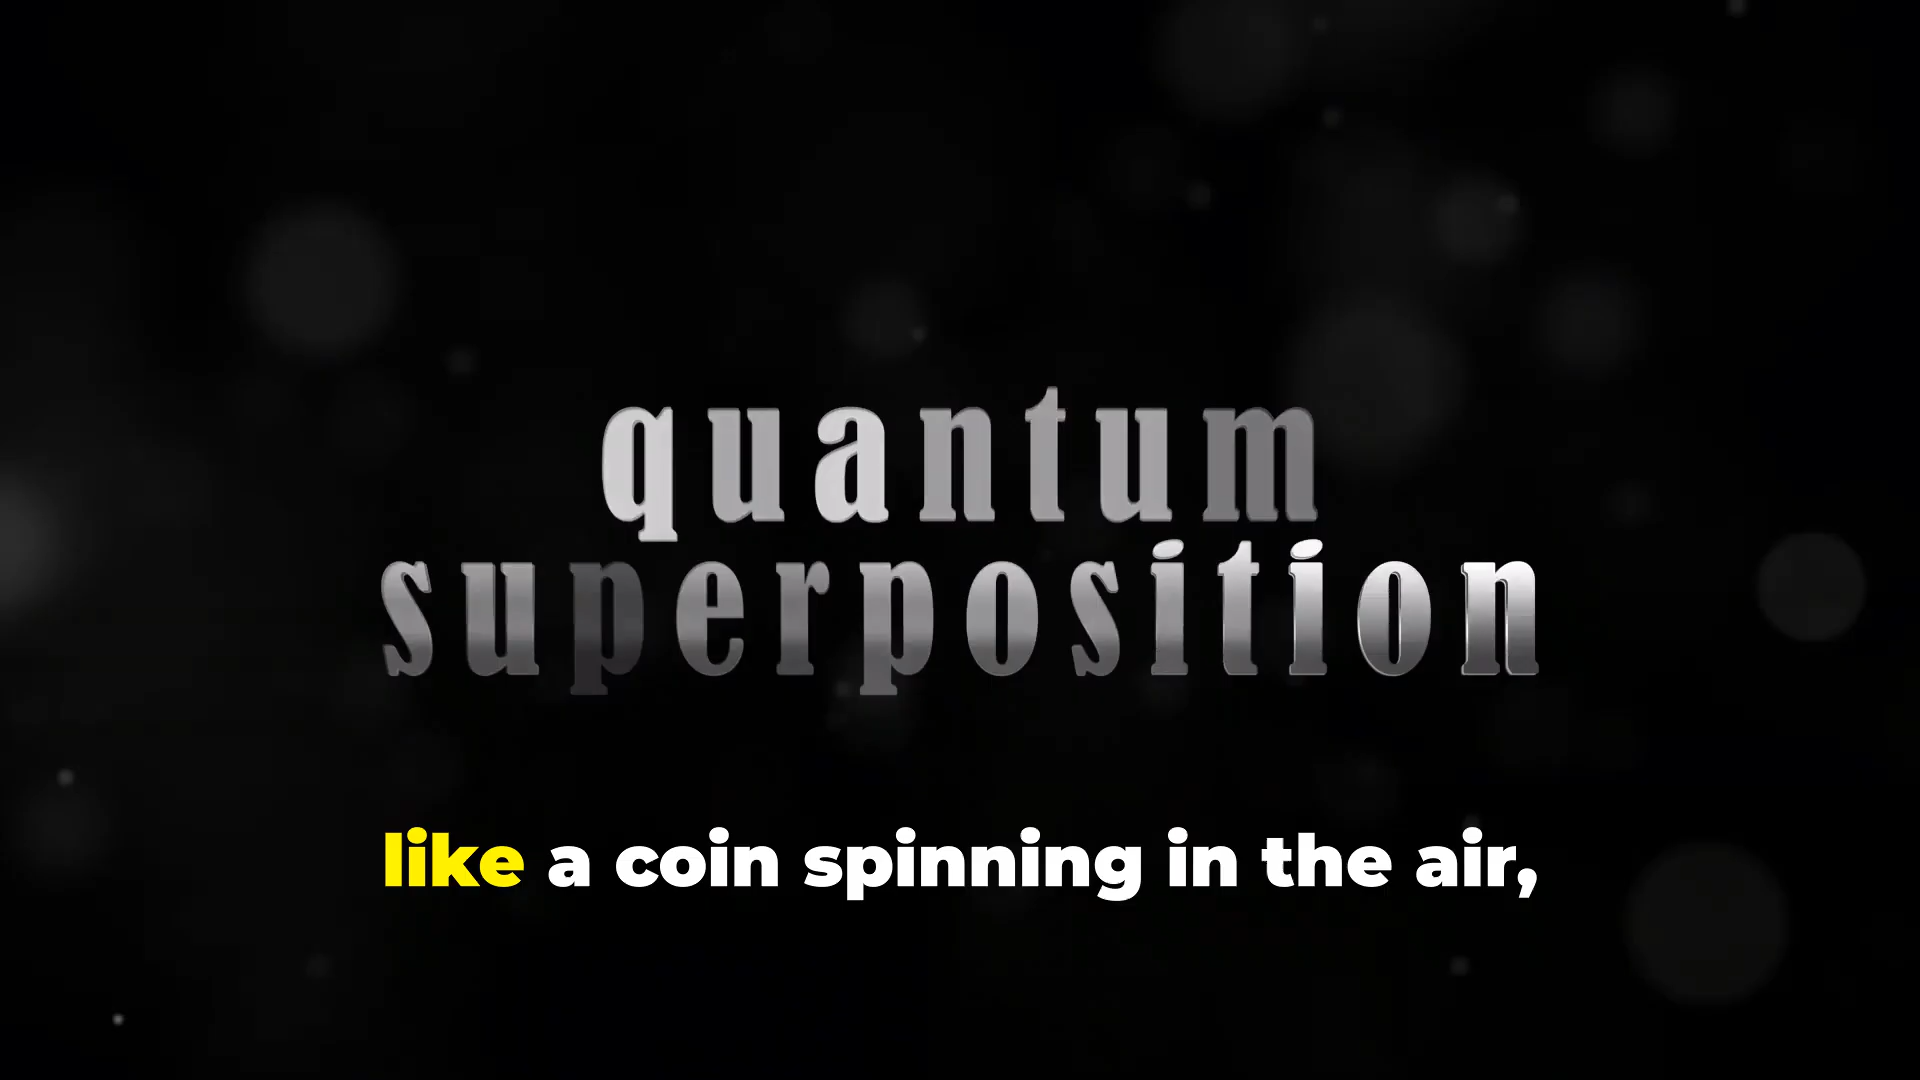 quantum
superposition
like a coin spinning in the air,